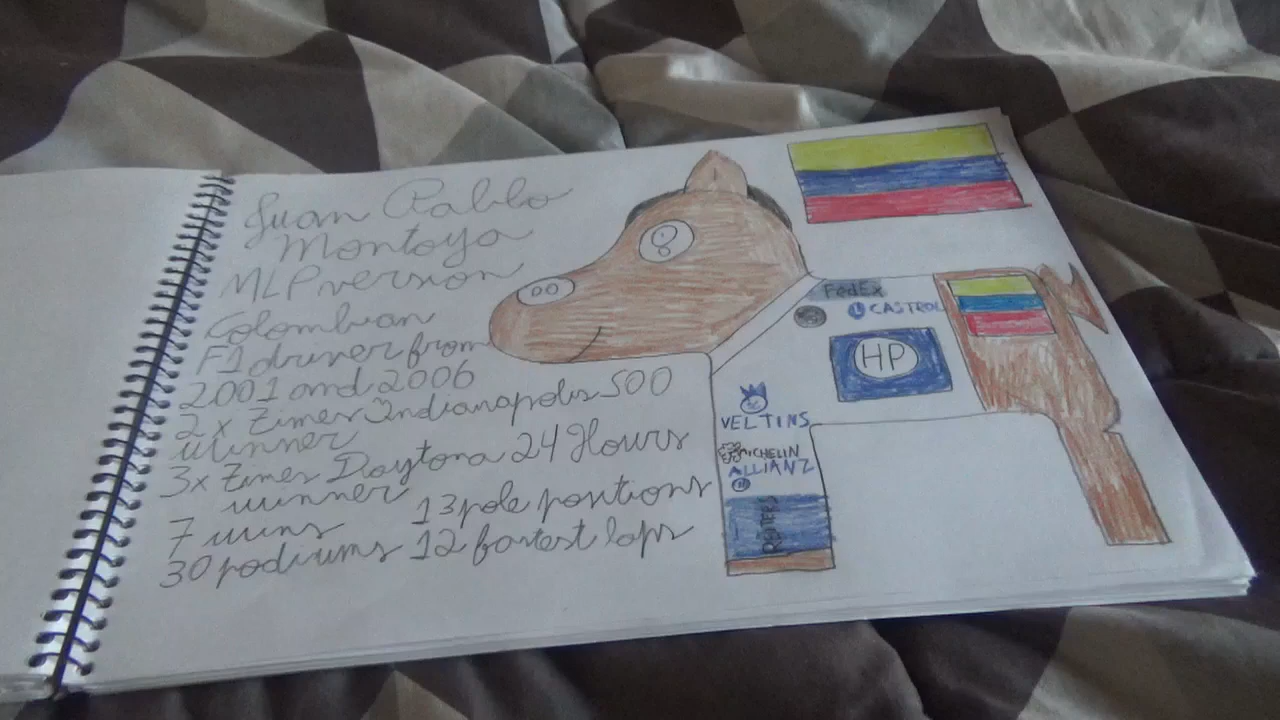 Juan Pablo
Montoya
MLP version
Colombian
F1 driver from
2001 and 2006
2x Times Indianapolis 500
winner
3x Times Daytona 24 Hours
winner
7 wins 13 pole positions
30 podiums 12 fastest laps
FedEx
CASTROL
HP
VELTINS
MICHELIN
ALLIANZ
REUTERS